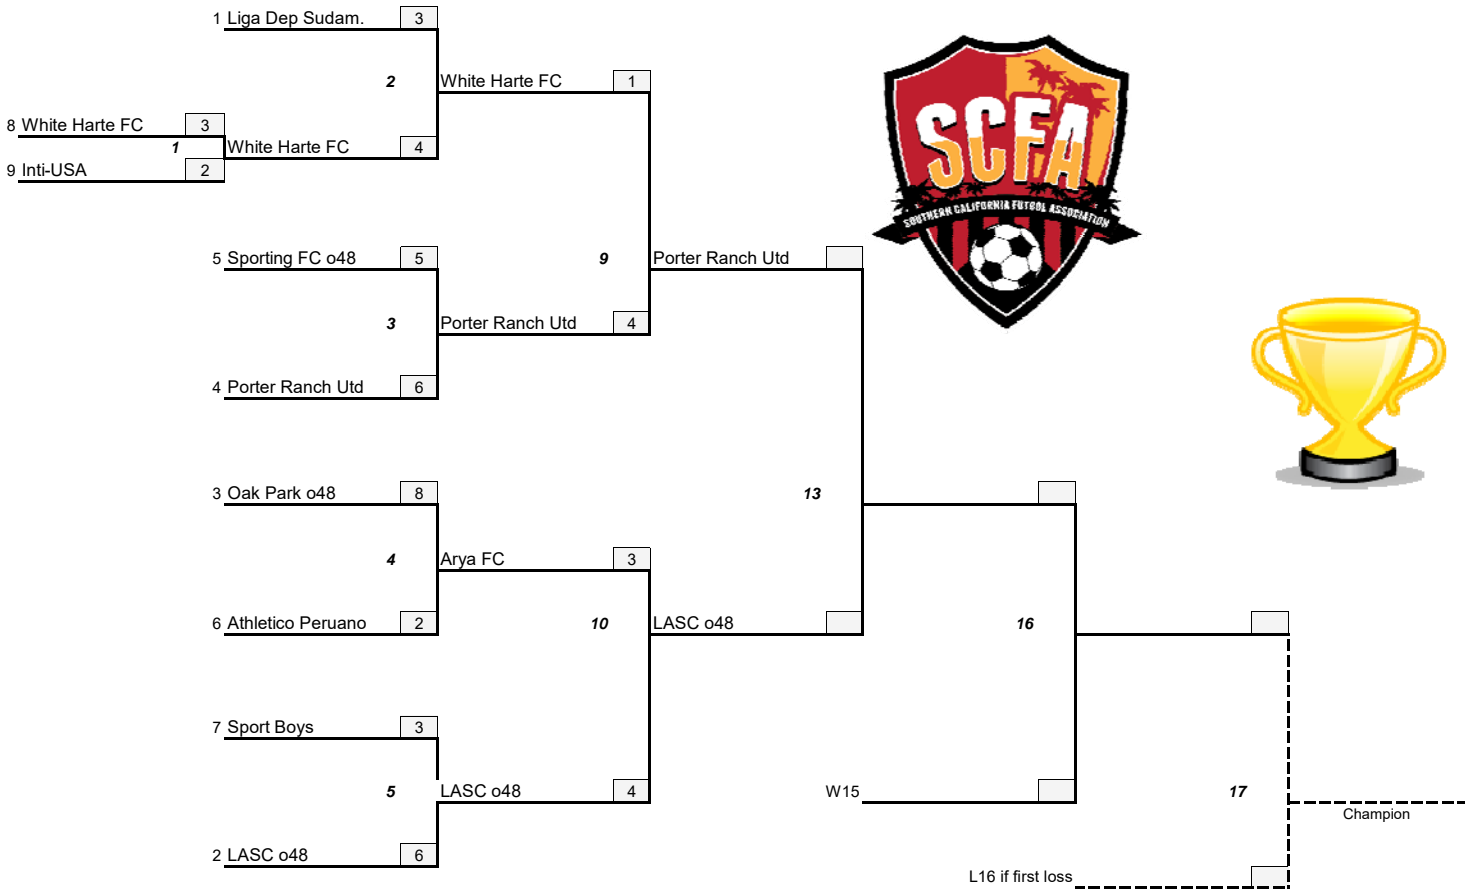 1 Liga Dep Sudam. 3
2 White Harte FC 1
8 White Harte FC 3
1 White Harte FC 4
9 Inti-USA 2
SCFA
SOUTHERN CALIFORNIA FUTBOL ASSOCIATION
5 Sporting FC o48 5
9 Porter Ranch Utd
3 Porter Ranch Utd 4
4 Porter Ranch Utd 6
3 Oak Park o48 8
13
4 Arya FC 3
6 Athletico Peruano 2
10 LASC o48
16
7 Sport Boys 3
5 LASC o48 4
W15
17
Champion
2 LASC o48 6
L16 if first loss